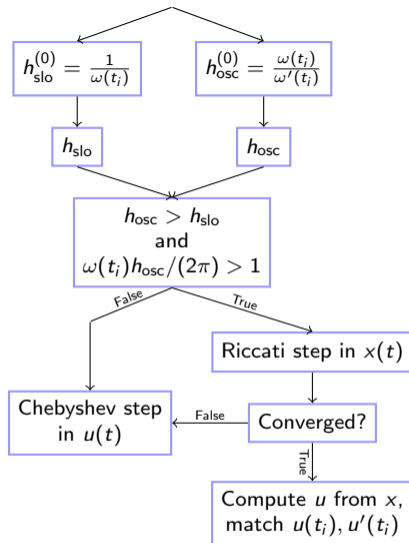 h_slo^(0) = 1/ω(t_i)
h_osc^(0) = ω(t_i)/ω′(t_i)
h_slo
h_osc
h_osc > h_slo
and
ω(t_i)h_osc/(2π) > 1
False
True
Riccati step in x(t)
Chebyshev step
in u(t)
False
Converged?
True
Compute u from x,
match u(t_i), u′(t_i)